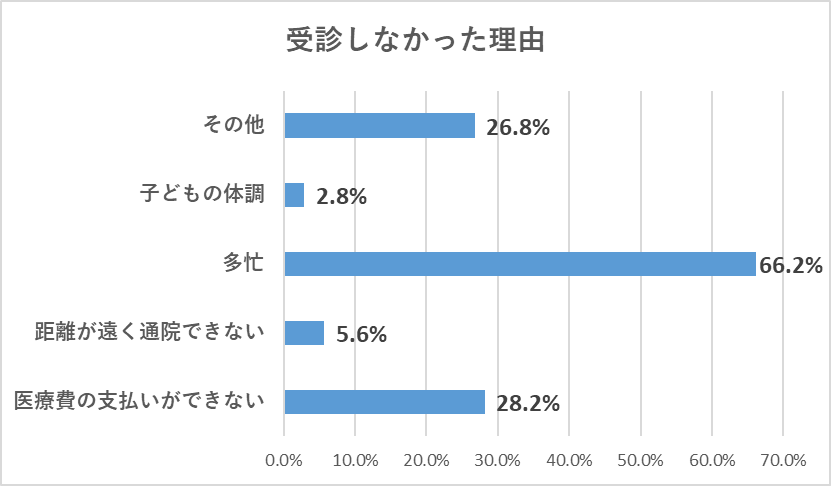 受診しなかった理由
その他
26.8%
子どもの体調
2.8%
多忙
66.2%
距離が遠く通院できない
5.6%
医療費の支払いができない
28.2%
0.0% 10.0% 20.0% 30.0% 40.0% 50.0% 60.0% 70.0%